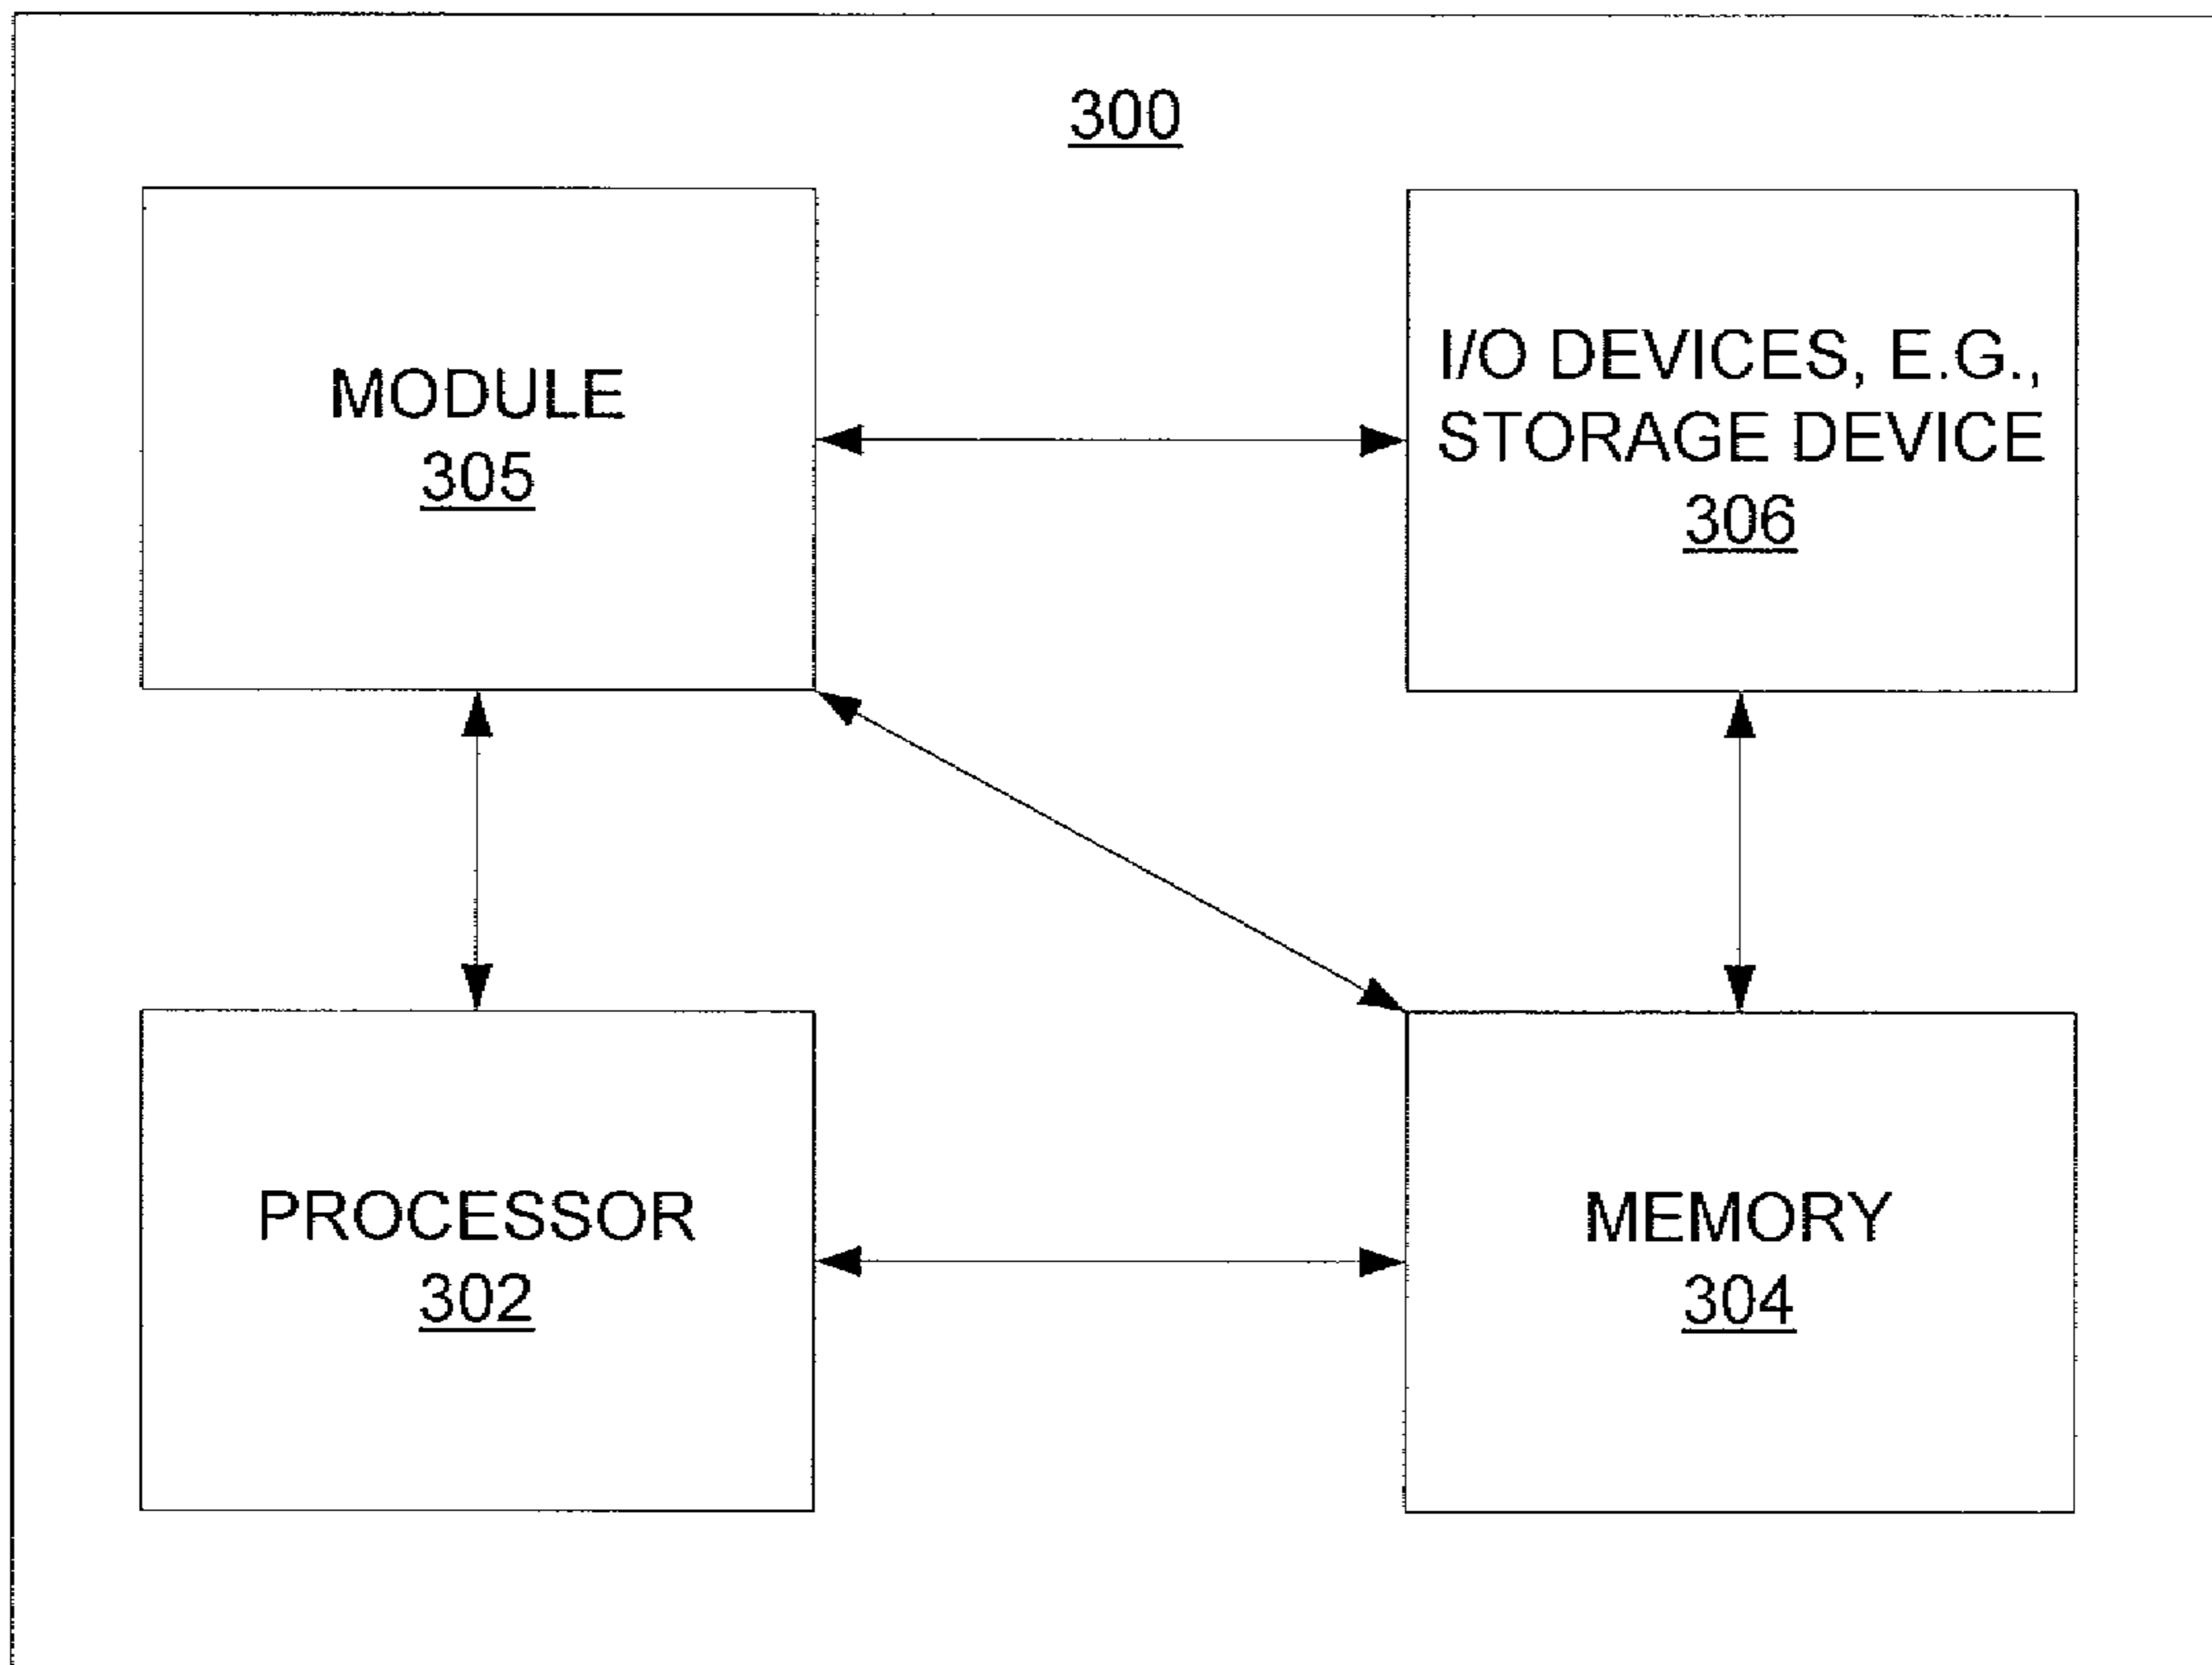 300
MODULE
305
I/O DEVICES, E.G.,
STORAGE DEVICE
306
PROCESSOR
302
MEMORY
304